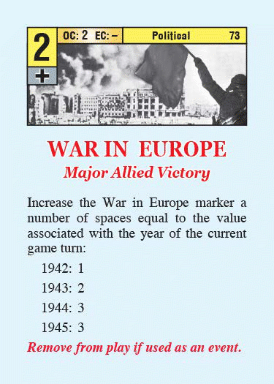 2 OC: 2 EC: – Political 73
+
WAR IN EUROPE
Major Allied Victory
Increase the War in Europe marker a
number of spaces equal to the value
associated with the year of the current
game turn:
1942: 1
1943: 2
1944: 3
1945: 3
Remove from play if used as an event.